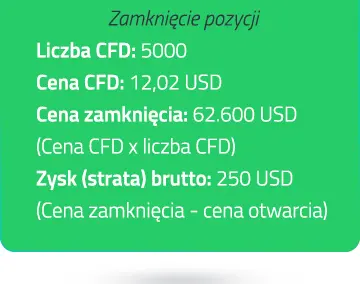 Zamknięcie pozycji
Liczba CFD: 5000
Cena CFD: 12,02 USD
Cena zamknięcia: 62.600 USD
(Cena CFD x liczba CFD)
Zysk (strata) brutto: 250 USD
(Cena zamknięcia - cena otwarcia)